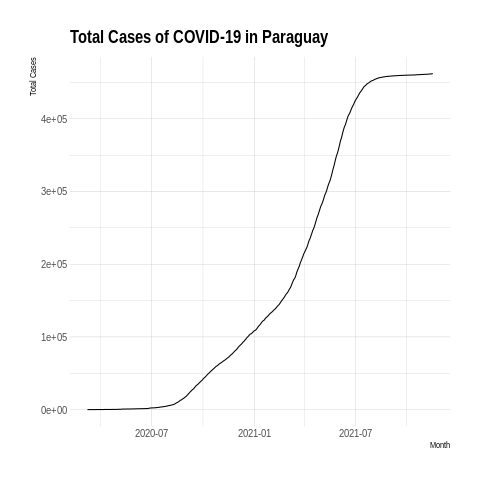 Total Cases of COVID-19 in Paraguay
Total Cases
4e+05
3e+05
2e+05
1e+05
0e+00
2020-07
2021-01
2021-07
Month